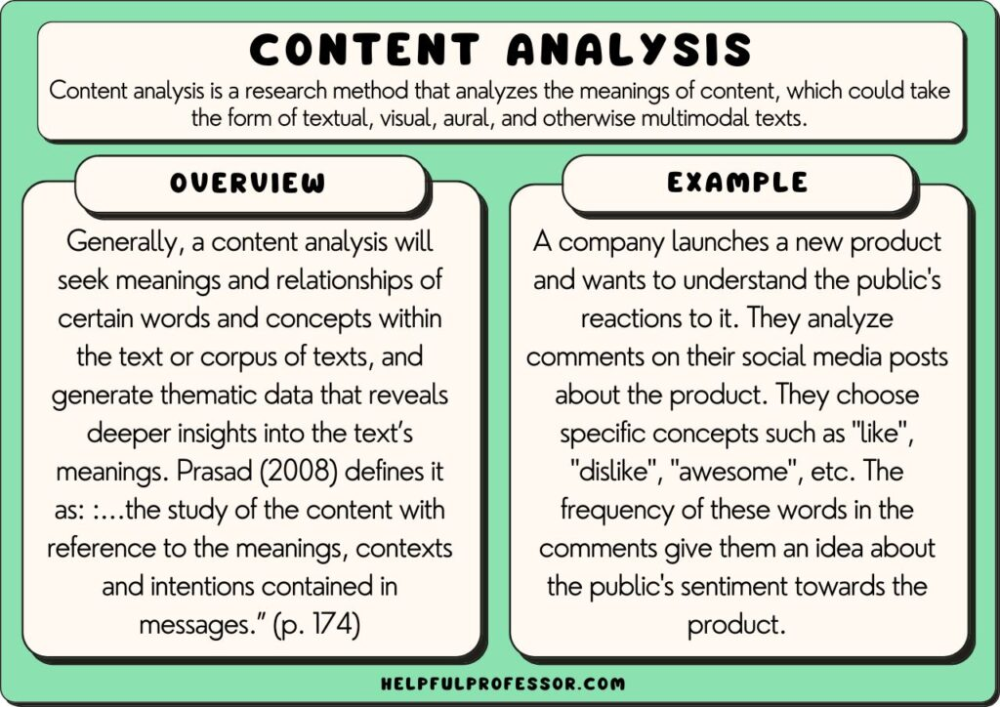 CONTENT ANALYSIS
Content analysis is a research method that analyzes the meanings of content, which could take
the form of textual, visual, aural, and otherwise multimodal texts.
OVERVIEW
Generally, a content analysis will
seek meanings and relationships of
certain words and concepts within
the text or corpus of texts, and
generate thematic data that reveals
deeper insights into the text’s
meanings. Prasad (2008) defines it
as: :...the study of the content with
reference to the meanings, contexts
and intentions contained in
messages.” (p. 174)
EXAMPLE
A company launches a new product
and wants to understand the public's
reactions to it. They analyze
comments on their social media posts
about the product. They choose
specific concepts such as "like",
"dislike", "awesome", etc. The
frequency of these words in the
comments give them an idea about
the public's sentiment towards the
product.
HELPFULPROFESSOR.COM